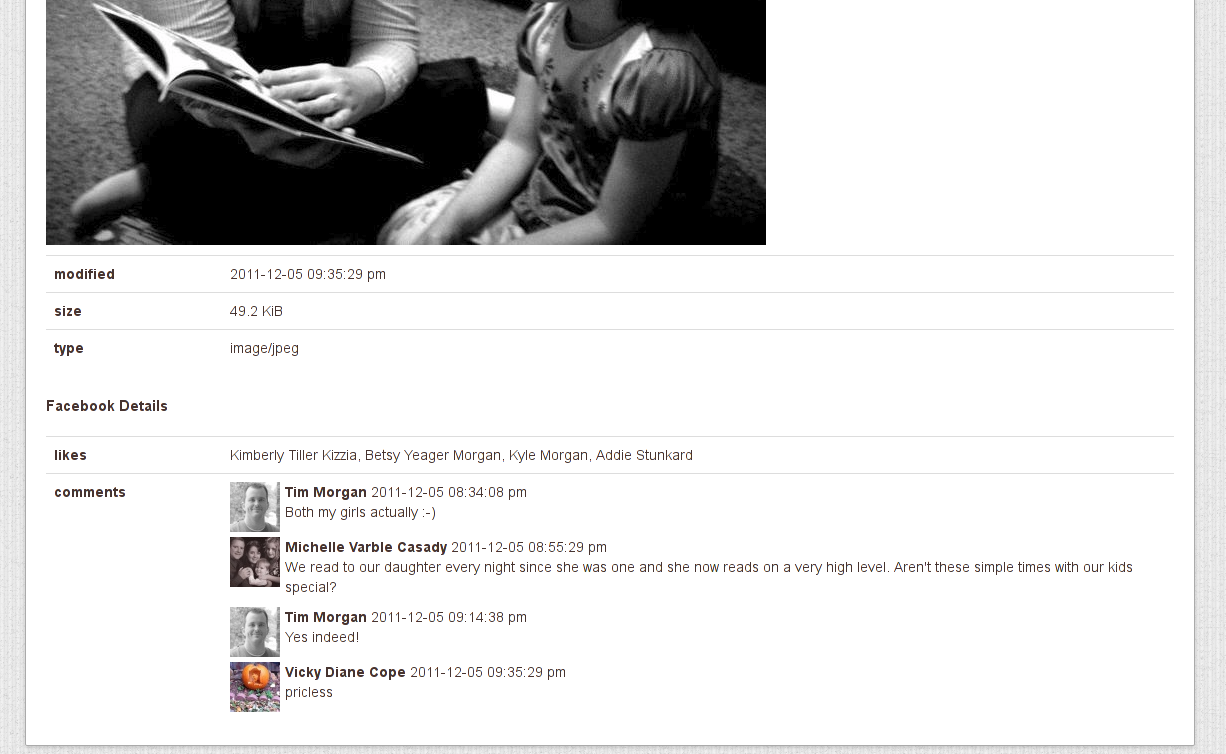 modified 2011-12-05 09:35:29 pm
size 49.2 KiB
type image/jpeg
Facebook Details
likes Kimberly Tiller Kizzia, Betsy Yeager Morgan, Kyle Morgan, Addie Stunkard
comments Tim Morgan 2011-12-05 08:34:08 pm
Both my girls actually :-)
Michelle Varble Casady 2011-12-05 08:55:29 pm
We read to our daughter every night since she was one and she now reads on a very high level. Aren't these simple times with our kids
special?
Tim Morgan 2011-12-05 09:14:38 pm
Yes indeed!
Vicky Diane Cope 2011-12-05 09:35:29 pm
pricless